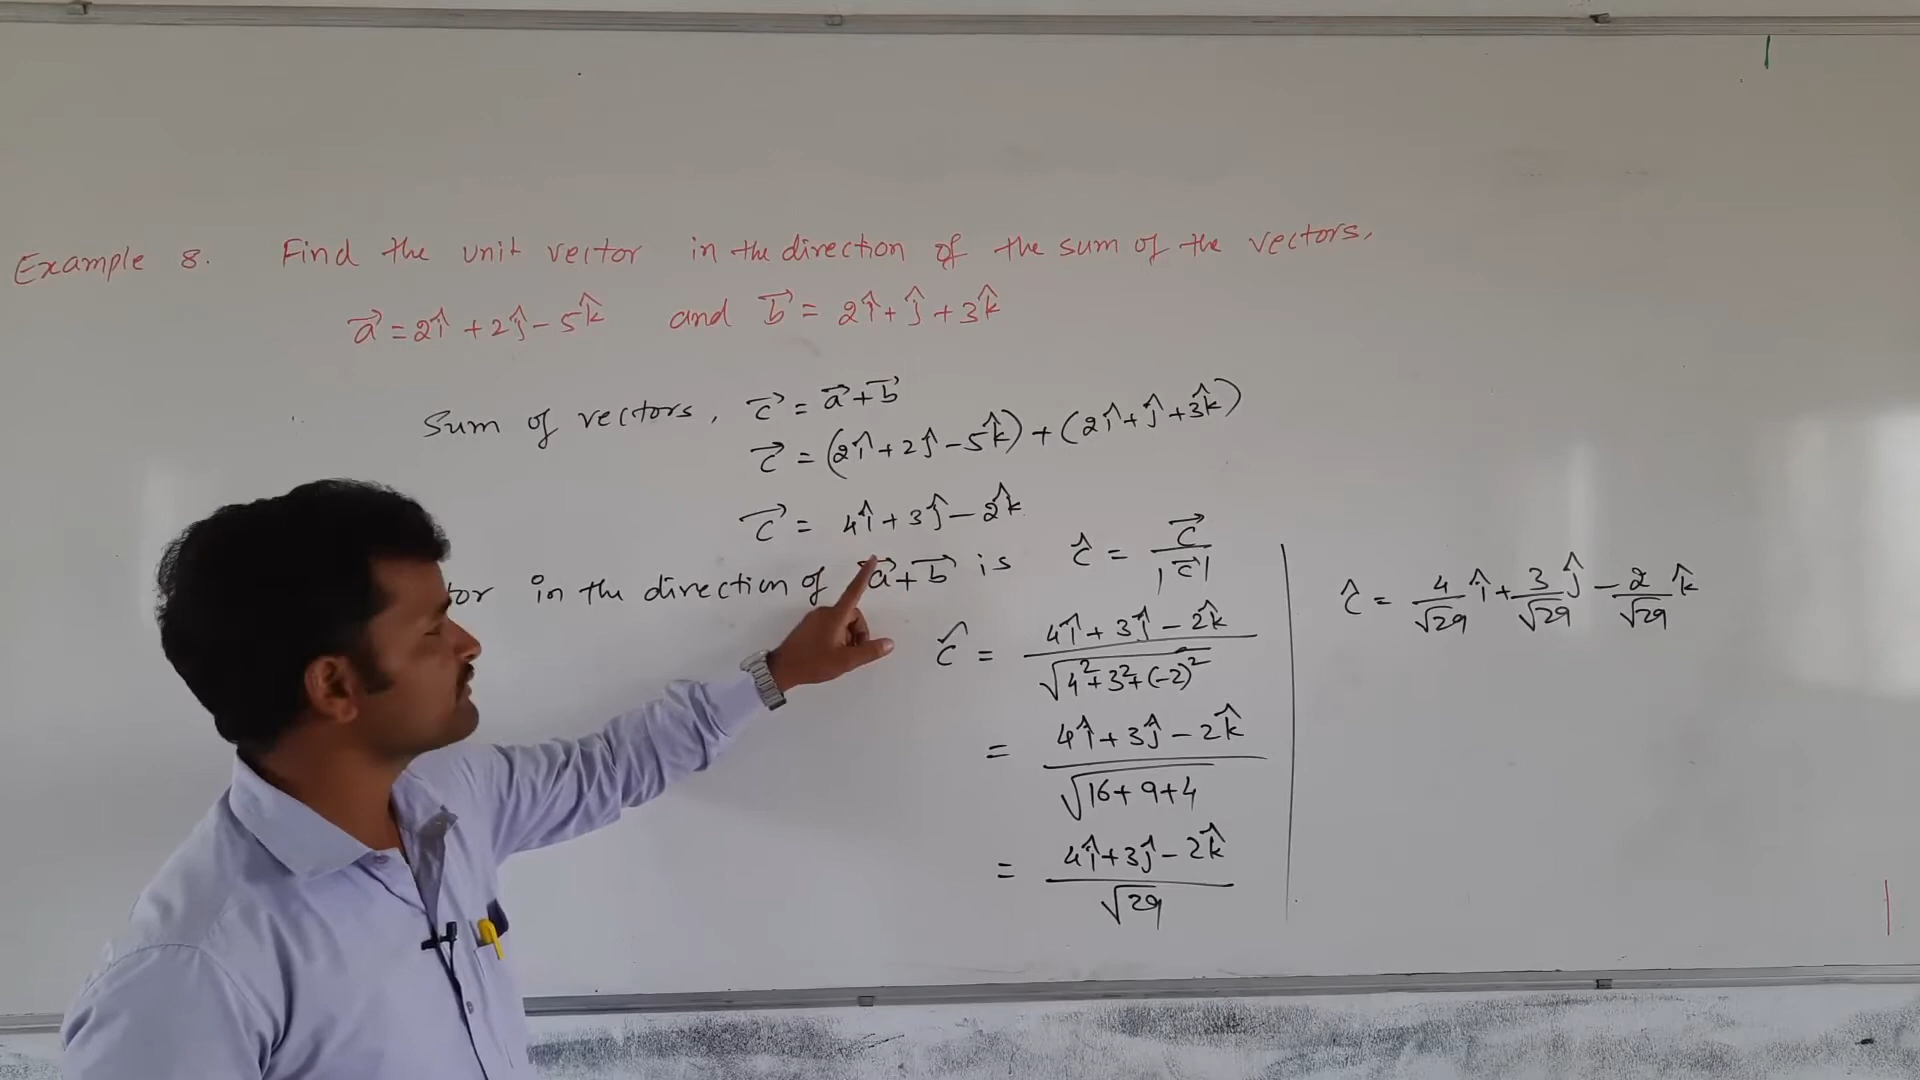 Example 8. Find the unit vector in the direction of the sum of the vectors,
a⃗ = 2î + 2ĵ - 5k̂ and b⃗ = 2î + ĵ + 3k̂
Sum of vectors, c⃗ = a⃗ + b⃗
c⃗ = (2î + 2ĵ - 5k̂) + (2î + ĵ + 3k̂)
c⃗ = 4î + 3ĵ - 2k̂
in the direction of a⃗ + b⃗ is ĉ = c⃗ / |c⃗|
ĉ = (4î + 3ĵ - 2k̂) / √(4² + 3² + (-2)²)
= (4î + 3ĵ - 2k̂) / √(16 + 9 + 4)
= (4î + 3ĵ - 2k̂) / √29
ĉ = 4/√29 î + 3/√29 ĵ - 2/√29 k̂